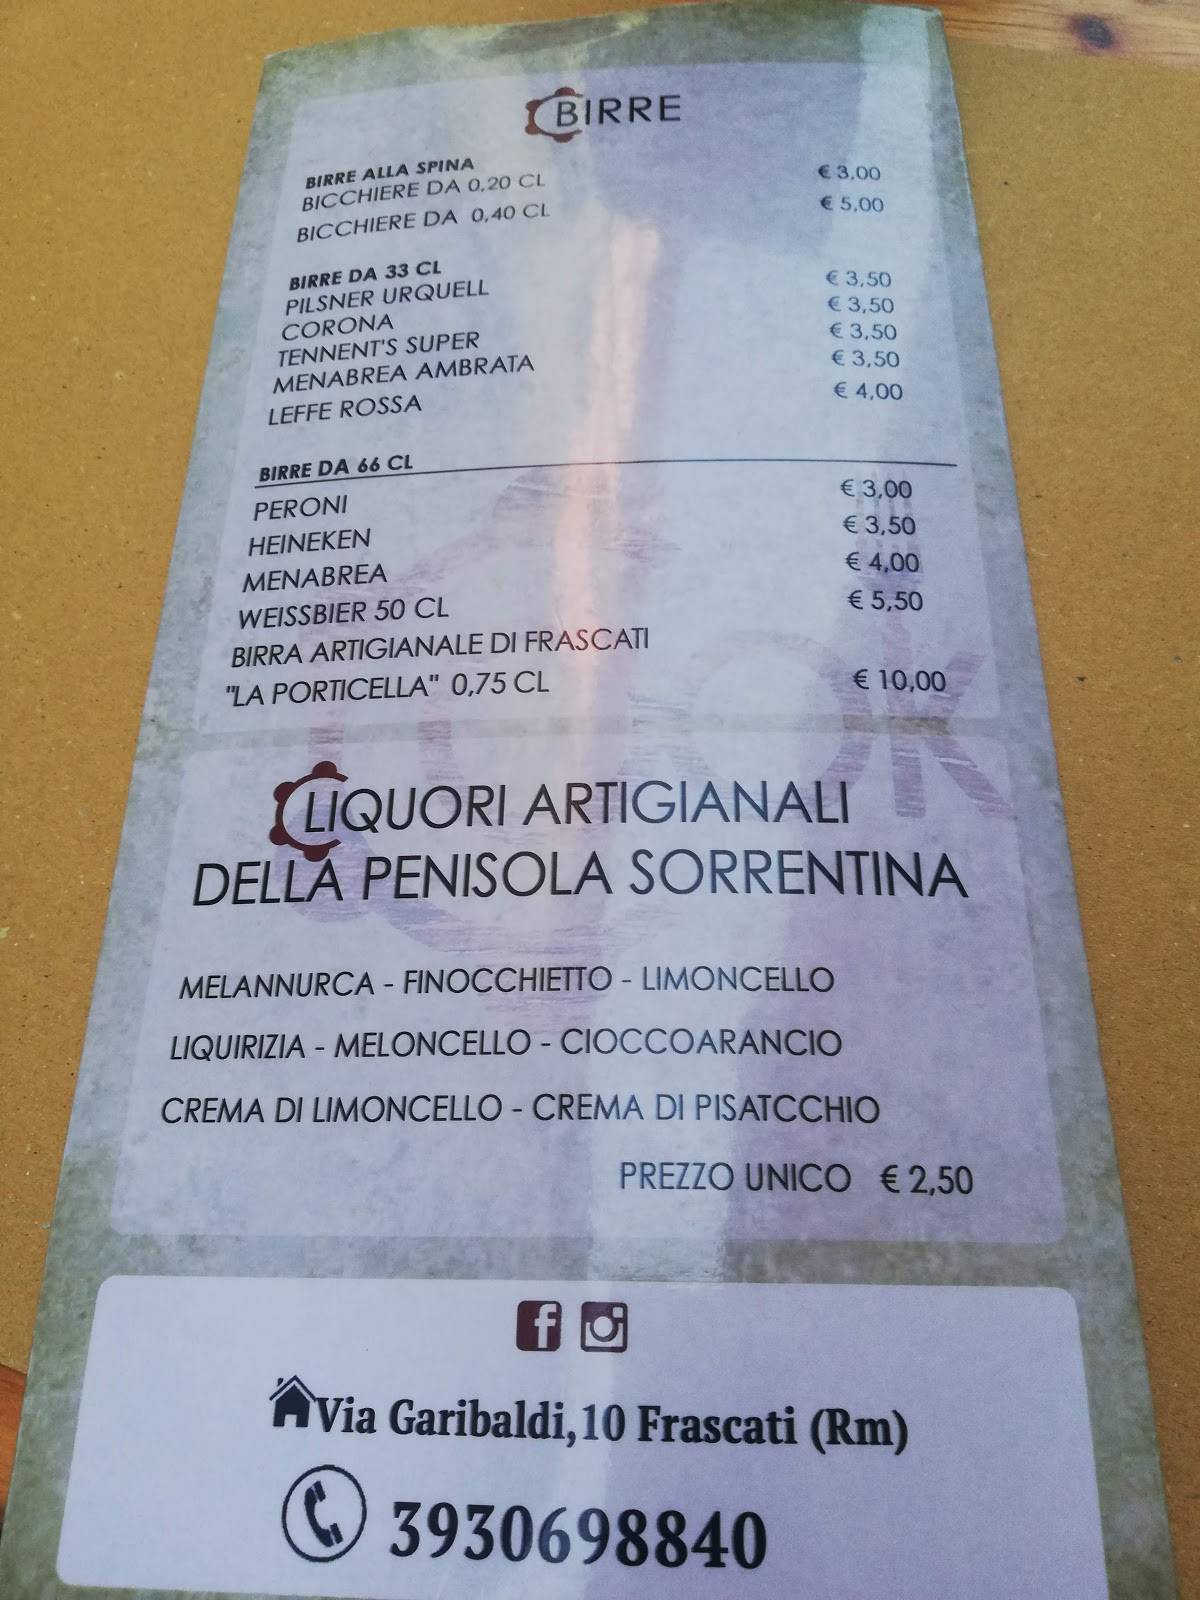 BIRRE
BIRRE ALLA SPINA
BICCHIERE DA 0,20 CL € 3,00
BICCHIERE DA 0,40 CL € 5,00
BIRRE DA 33 CL
PILSNER URQUELL € 3,50
CORONA € 3,50
TENNENT'S SUPER € 3,50
MENABREA AMBRATA € 3,50
LEFFE ROSSA € 4,00
BIRRE DA 66 CL
PERONI € 3,00
HEINEKEN € 3,50
MENABREA € 4,00
WEISSBIER 50 CL € 5,50
BIRRA ARTIGIANALE DI FRASCATI
"LA PORTICELLA" 0,75 CL € 10,00
LIQUORI ARTIGIANALI
DELLA PENISOLA SORRENTINA
MELANNURCA - FINOCCHIETTO - LIMONCELLO
LIQUIRIZIA - MELONCELLO - CIOCCOARANCIO
CREMA DI LIMONCELLO - CREMA DI PISATCCHIO
PREZZO UNICO € 2,50
Via Garibaldi,10 Frascati (Rm)
3930698840